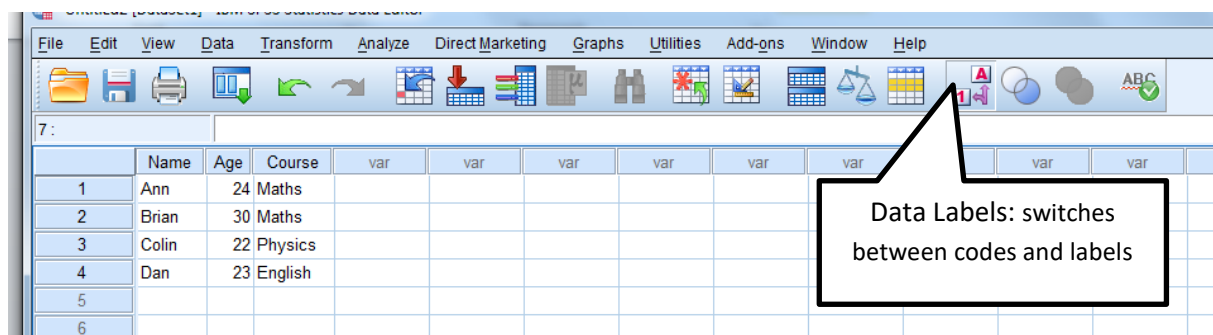 File Edit View Data Transform Analyze Direct Marketing Graphs Utilities Add-ons Window Help
A
1
ABC
7 :
Name Age Course var var var var var var var var
1 Ann 24 Maths
2 Brian 30 Maths
3 Colin 22 Physics
4 Dan 23 English
5
6
Data Labels: switches
between codes and labels